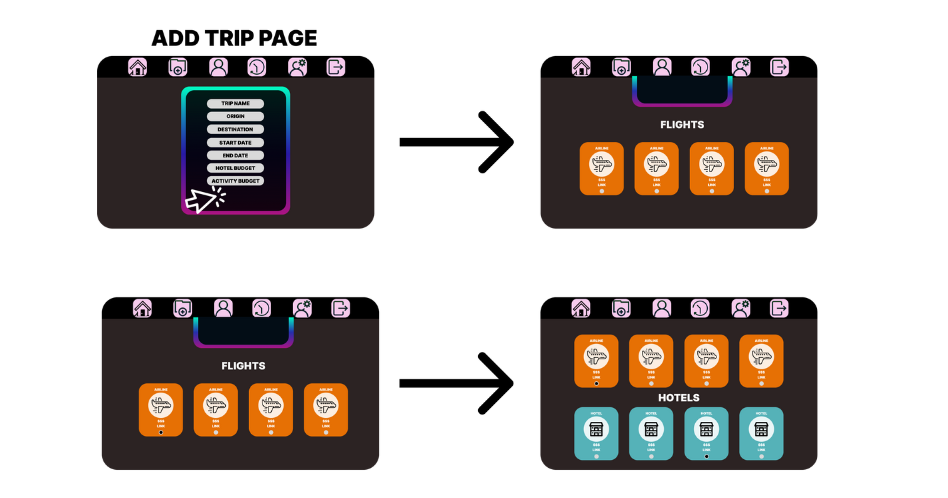 ADD TRIP PAGE
TRIP NAME
ORIGIN
DESTINATION
START DATE
END DATE
HOTEL BUDGET
ACTIVITY BUDGET
FLIGHTS
AIRLINE AIRLINE AIRLINE AIRLINE
$$$ $$$ $$$ $$$
LINK LINK LINK LINK
FLIGHTS
AIRLINE AIRLINE AIRLINE AIRLINE
$$$ $$$ $$$ $$$
LINK LINK LINK LINK
AIRLINE AIRLINE AIRLINE AIRLINE
$$$ $$$ $$$ $$$
LINK LINK LINK LINK
HOTELS
HOTEL HOTEL HOTEL HOTEL
$$$ $$$ $$$ $$$
LINK LINK LINK LINK